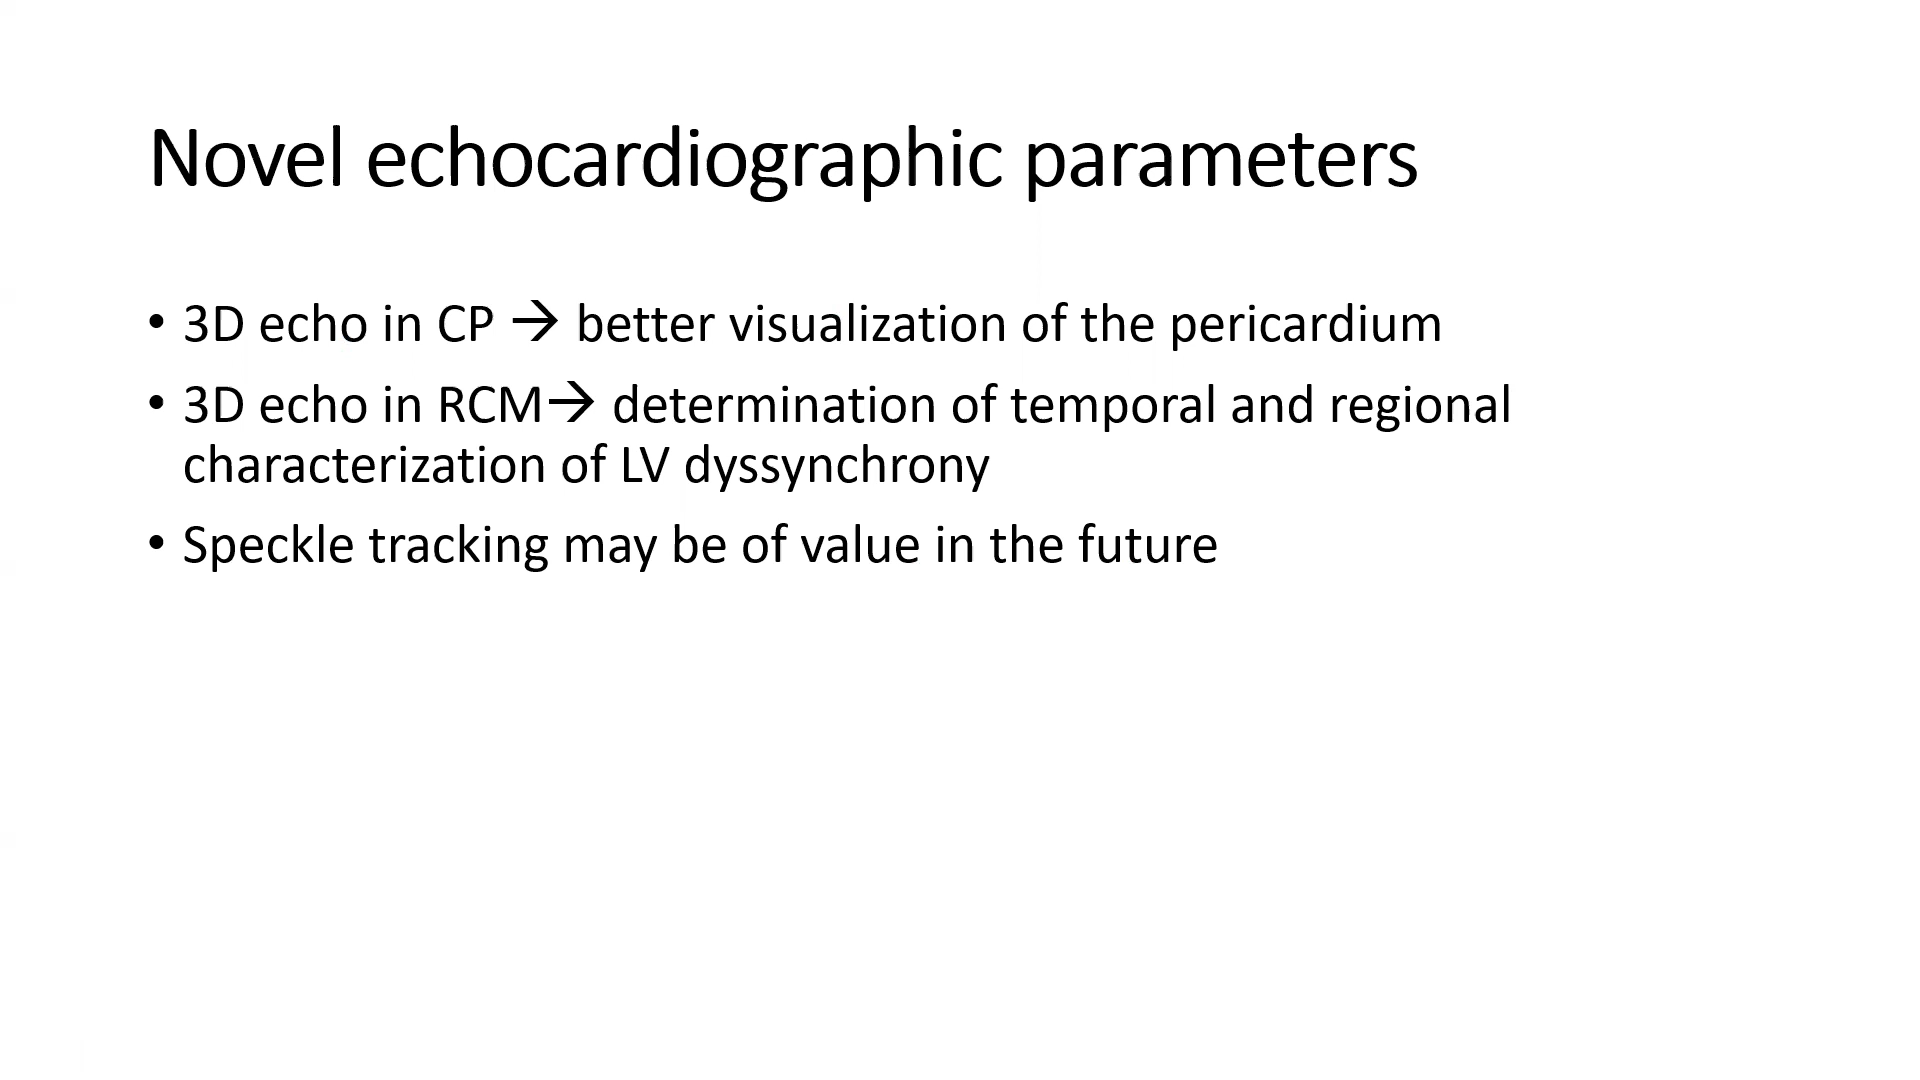 Novel echocardiographic parameters
• 3D echo in CP → better visualization of the pericardium
• 3D echo in RCM→ determination of temporal and regional
characterization of LV dyssynchrony
• Speckle tracking may be of value in the future